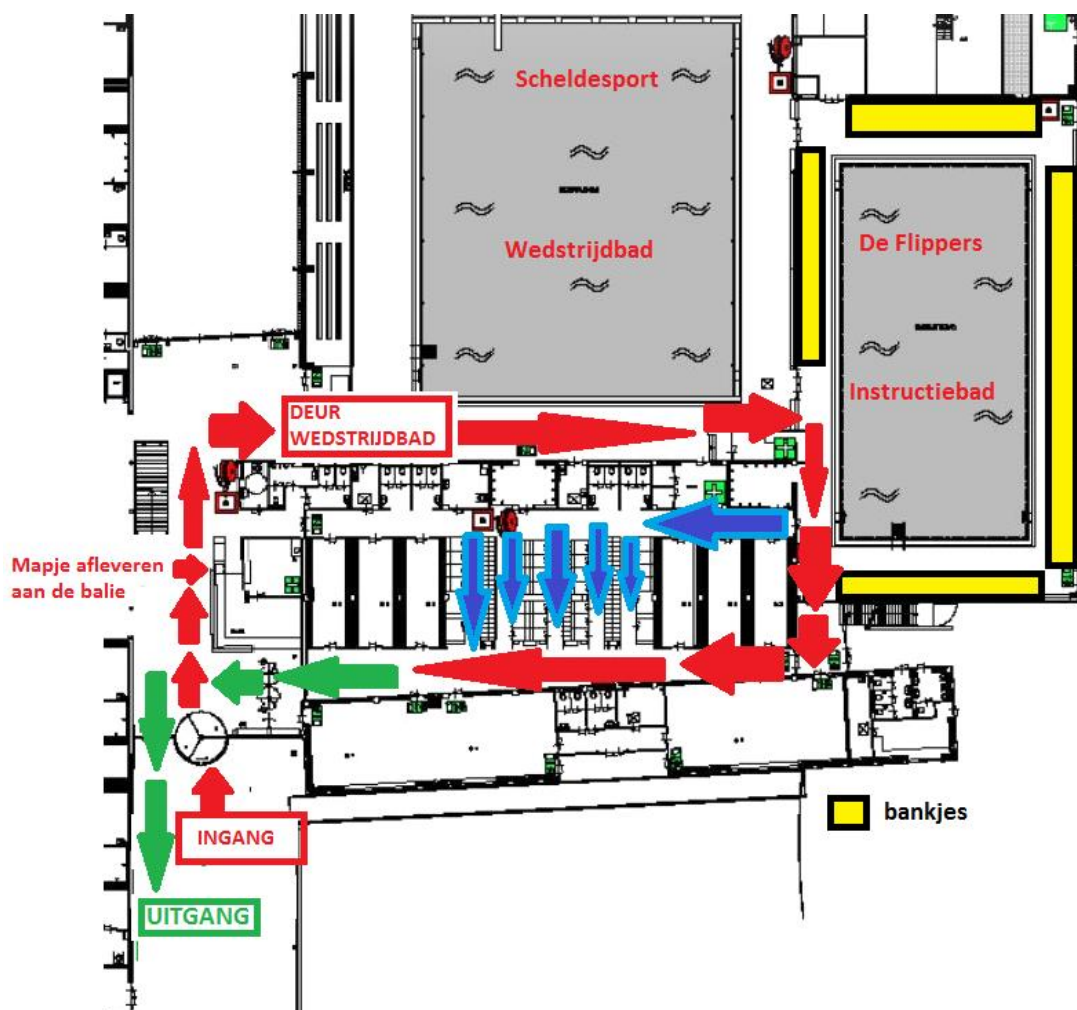 Scheldesport
Wedstrijdbad
De Flippers
Instructiebad
DEUR
WEDSTRIJDBAD
Mapje afleveren
aan de balie
INGANG
UITGANG
bankjes